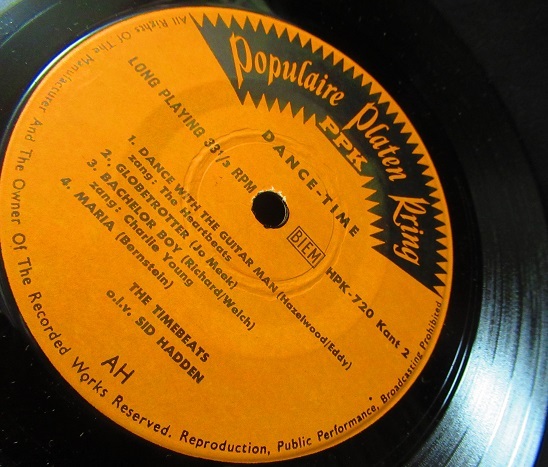 Populaire Platen Kring
PPK
DANCE-TIME
LONG PLAYING 33⅓ RPM
BIEM
HPK-720 Kant 2
1. DANCE WITH THE GUITAR MAN (Hazelwood/Eddy)
zang: The Heartbeats
2. GLOBETROTTER (Jo Meek)
3. BACHELOR BOY (Richard/Welch)
zang: Charlie Young
4. MARIA (Bernstein)
THE TIMEBEATS
o.l.v. SID HADDEN
AH
All Rights Of The Manufacturer And The Owner Of The Recorded Works Reserved. Reproduction, Public Performance, Broadcasting Prohibited